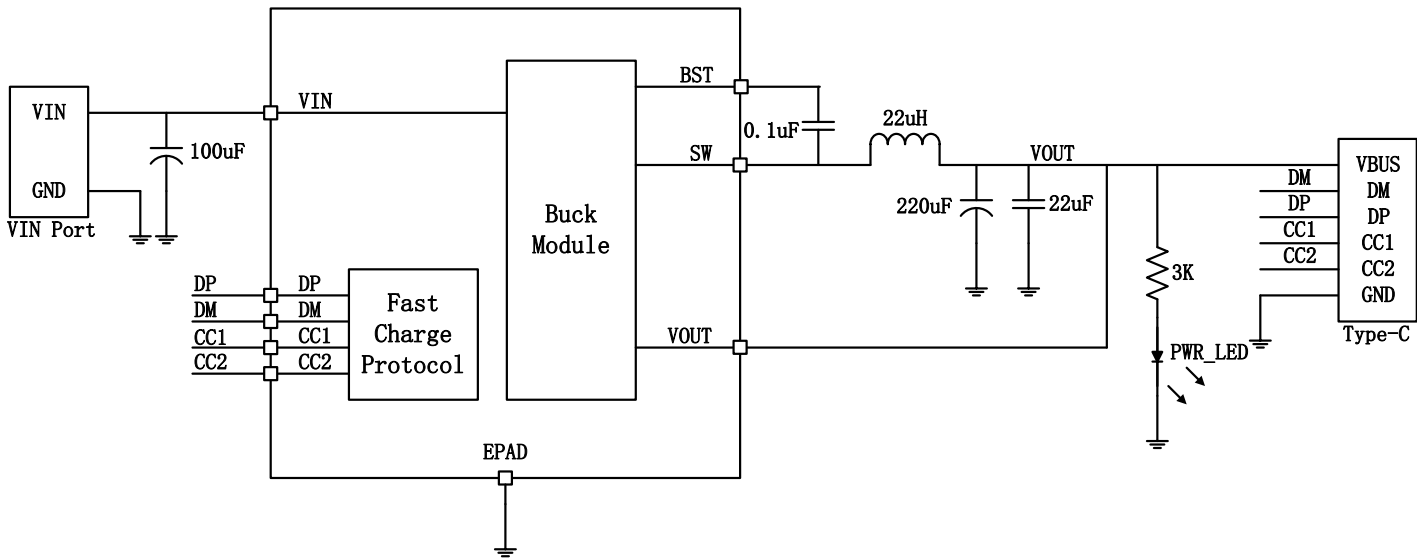 VIN
GND
VIN Port
100uF
VIN
DP
DM
CC1
CC2
DP
DM
CC1
CC2
Fast
Charge
Protocol
Buck
Module
BST
SW
VOUT
EPAD
0.1uF
22uH
VOUT
220uF
22uF
3K
PWR_LED
DM
DP
CC1
CC2
VBUS
DM
DP
CC1
CC2
GND
Type-C